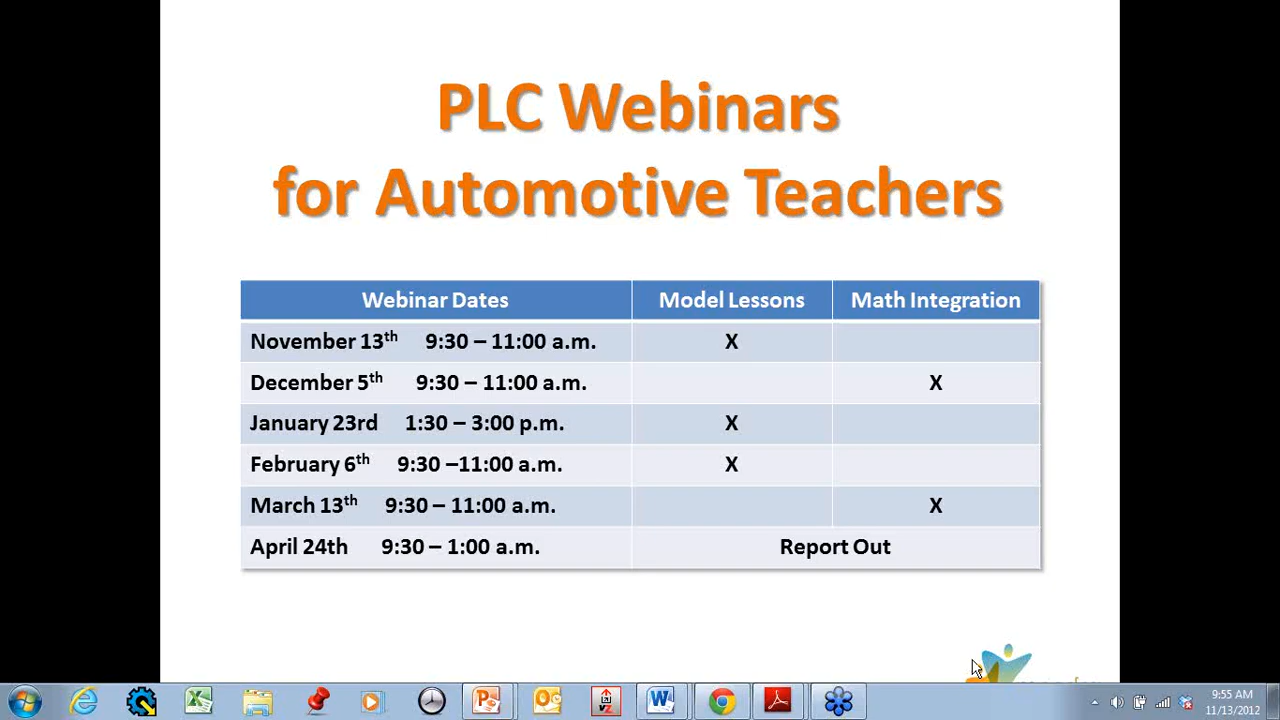 PLC Webinars
for Automotive Teachers
Webinar Dates Model Lessons Math Integration
November 13th 9:30 – 11:00 a.m. X
December 5th 9:30 – 11:00 a.m. X
January 23rd 1:30 – 3:00 p.m. X
February 6th 9:30 –11:00 a.m. X
March 13th 9:30 – 11:00 a.m. X
April 24th 9:30 – 1:00 a.m. Report Out
9:55 AM
11/13/2012